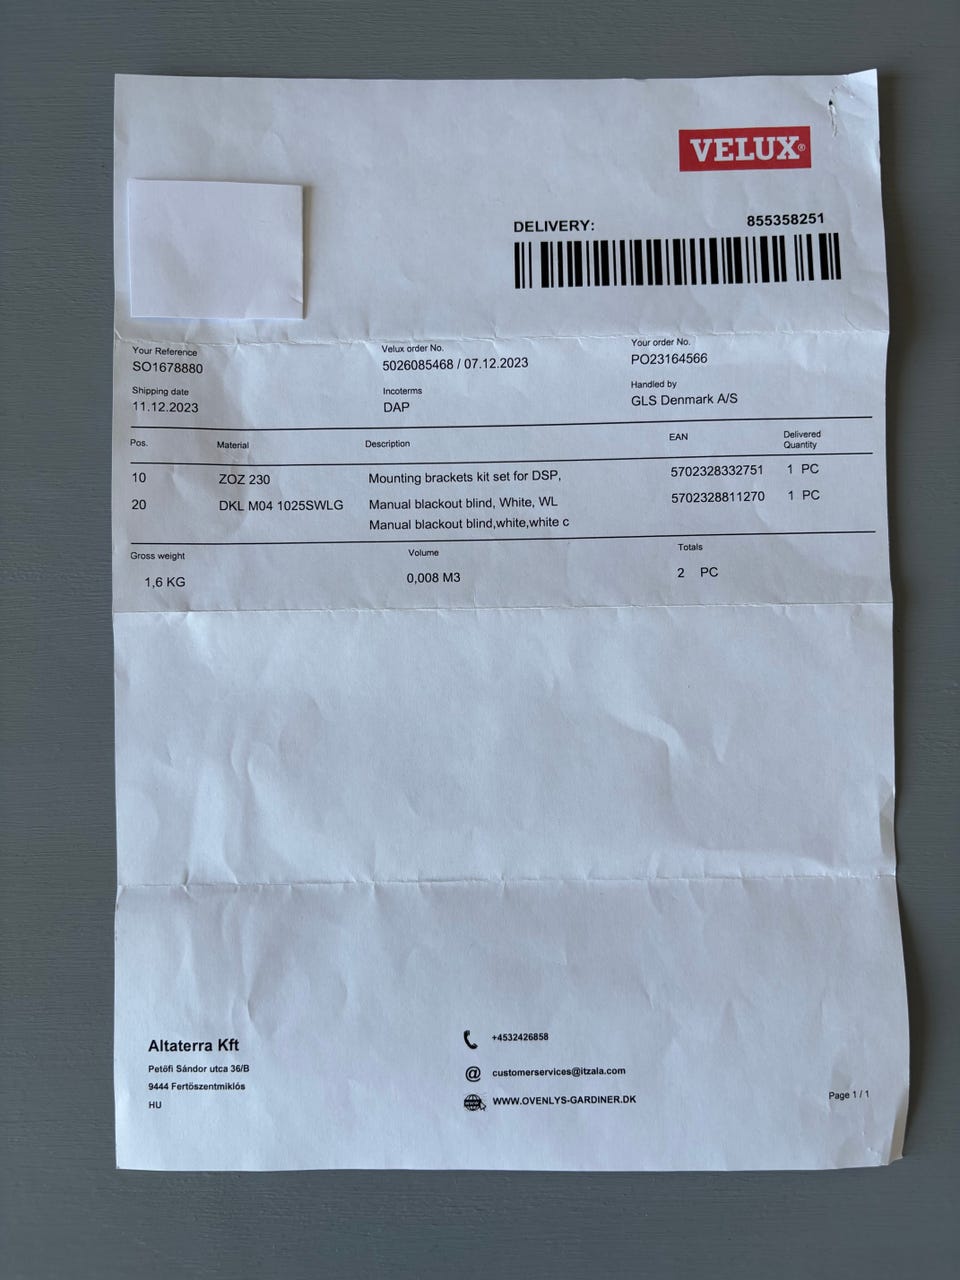 VELUX®
DELIVERY: 855358251
Your Reference Velux order No. Your order No.
SO1678880 5026085468 / 07.12.2023 PO23164566
Shipping date Incoterms Handled by
11.12.2023 DAP GLS Denmark A/S
Pos. Material Description EAN Delivered Quantity
10 ZOZ 230 Mounting brackets kit set for DSP, 5702328332751 1 PC
20 DKL M04 1025SWLG Manual blackout blind, White, WL 5702328811270 1 PC
Manual blackout blind,white,white c
Gross weight Volume Totals
1,6 KG 0,008 M3 2 PC
Altaterra Kft
Petőfi Sándor utca 36/B
9444 Fertöszentmiklós
HU
+4532426858
@ customerservices@itzala.com
WWW.OVENLYS-GARDINER.DK
Page 1 / 1